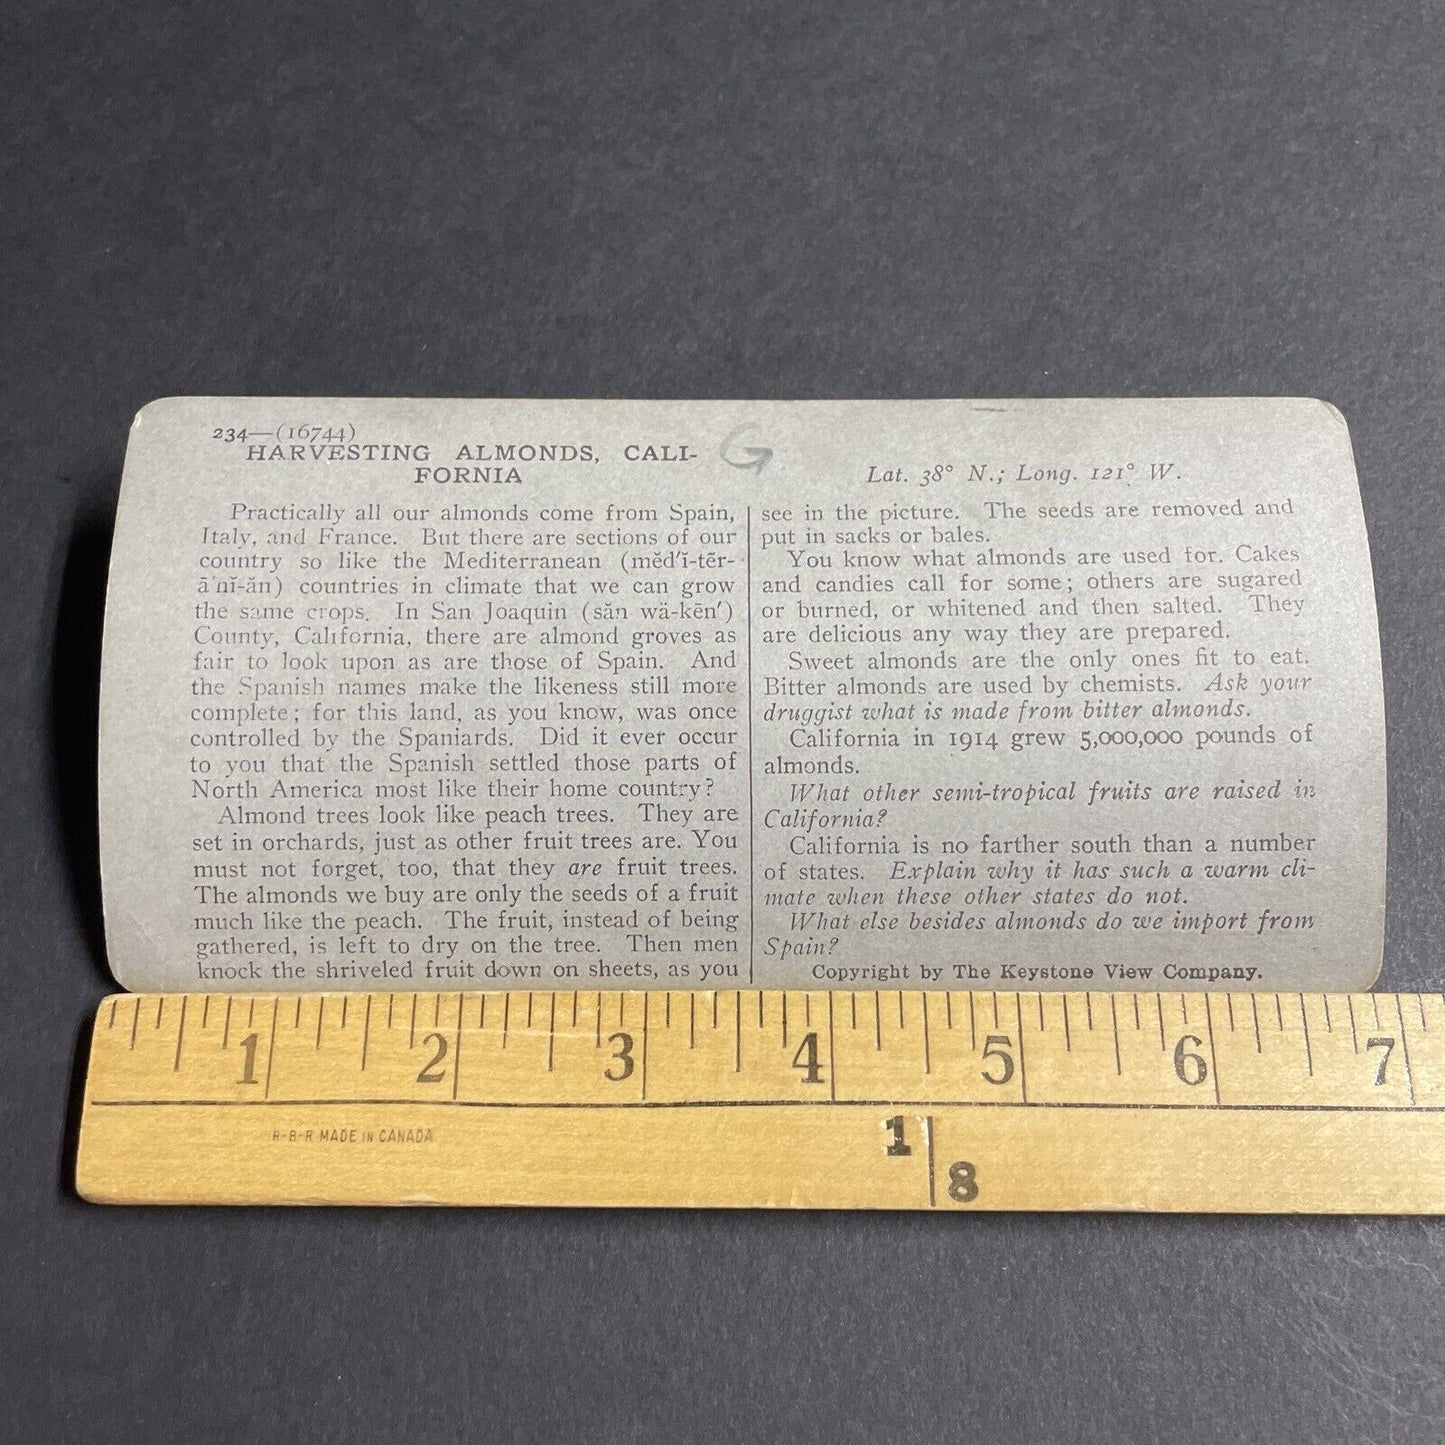 234—(16744)
HARVESTING ALMONDS, CALI-
FORNIA
G
Practically all our almonds come from Spain,
Italy, and France. But there are sections of our
country so like the Mediterranean (mĕd'ĭ-tēr-
ā'nĭ-ăn) countries in climate that we can grow
the same crops. In San Joaquin (săn wä-kēn')
County, California, there are almond groves as
fair to look upon as are those of Spain. And
the Spanish names make the likeness still more
complete; for this land, as you know, was once
controlled by the Spaniards. Did it ever occur
to you that the Spanish settled those parts of
North America most like their home country?
Almond trees look like peach trees. They are
set in orchards, just as other fruit trees are. You
must not forget, too, that they are fruit trees.
The almonds we buy are only the seeds of a fruit
much like the peach. The fruit, instead of being
gathered, is left to dry on the tree. Then men
knock the shriveled fruit down on sheets, as you
Lat. 38° N.; Long. 121° W.
see in the picture. The seeds are removed and
put in sacks or bales.
You know what almonds are used for. Cakes
and candies call for some; others are sugared
or burned, or whitened and then salted. They
are delicious any way they are prepared.
Sweet almonds are the only ones fit to eat.
Bitter almonds are used by chemists. Ask your
druggist what is made from bitter almonds.
California in 1914 grew 5,000,000 pounds of
almonds.
What other semi-tropical fruits are raised in
California?
California is no farther south than a number
of states. Explain why it has such a warm cli-
mate when these other states do not.
What else besides almonds do we import from
Spain?
Copyright by The Keystone View Company.
1 2 3 4 5 6 7
R-B-R MADE IN CANADA
1 8